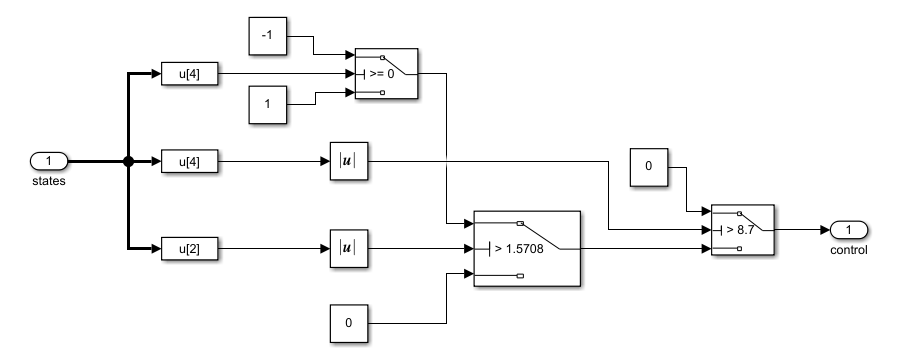 -1
u[4]
>= 0
1
1
states
u[4]
|u|
0
> 8.7
1
control
u[2]
|u|
> 1.5708
0